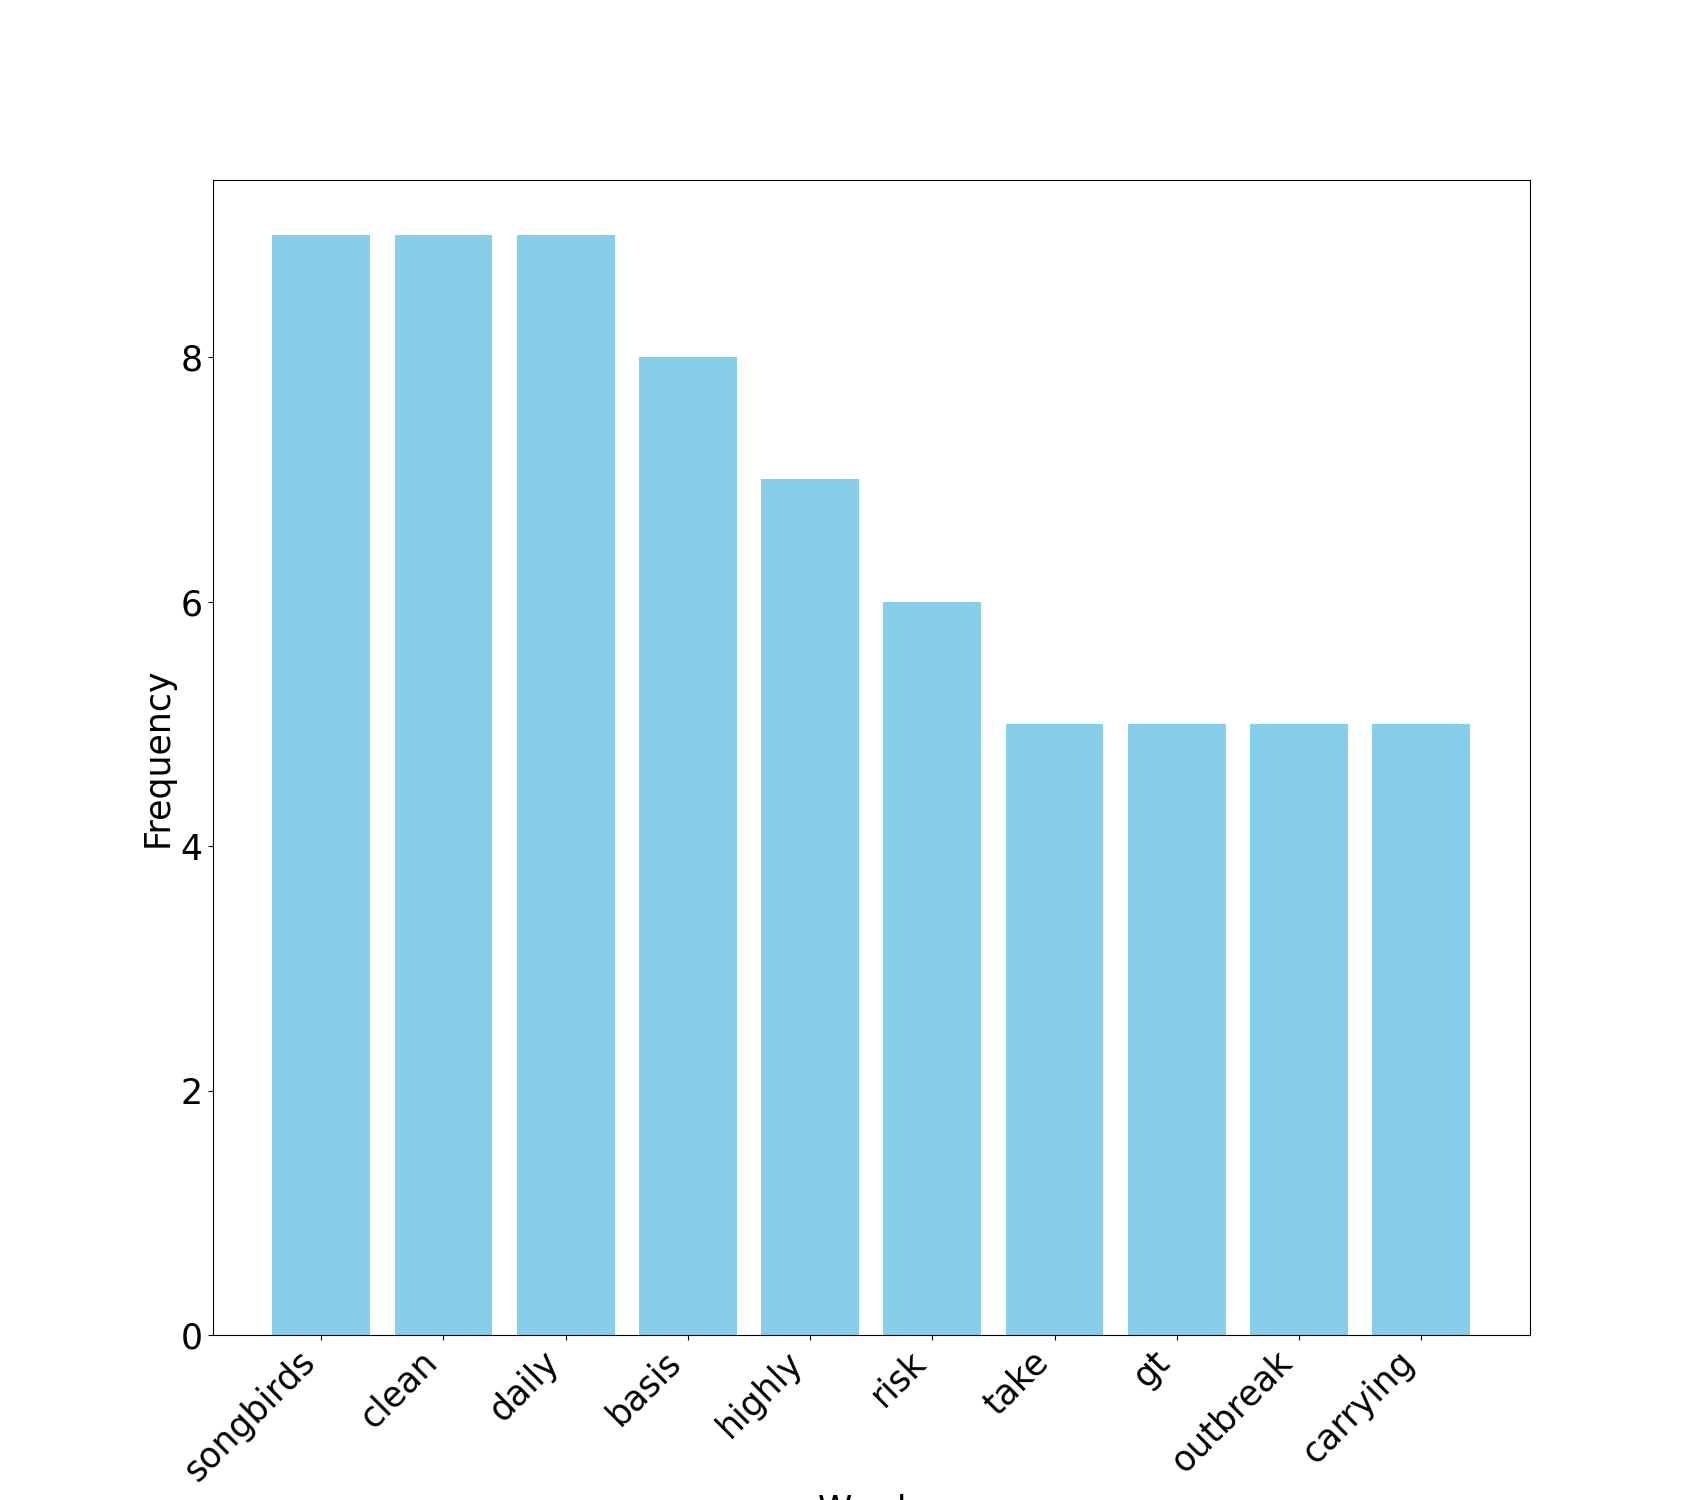 Frequency
8
6
4
2
0
songbirds
clean
daily
basis
highly
risk
take
gt
outbreak
carrying